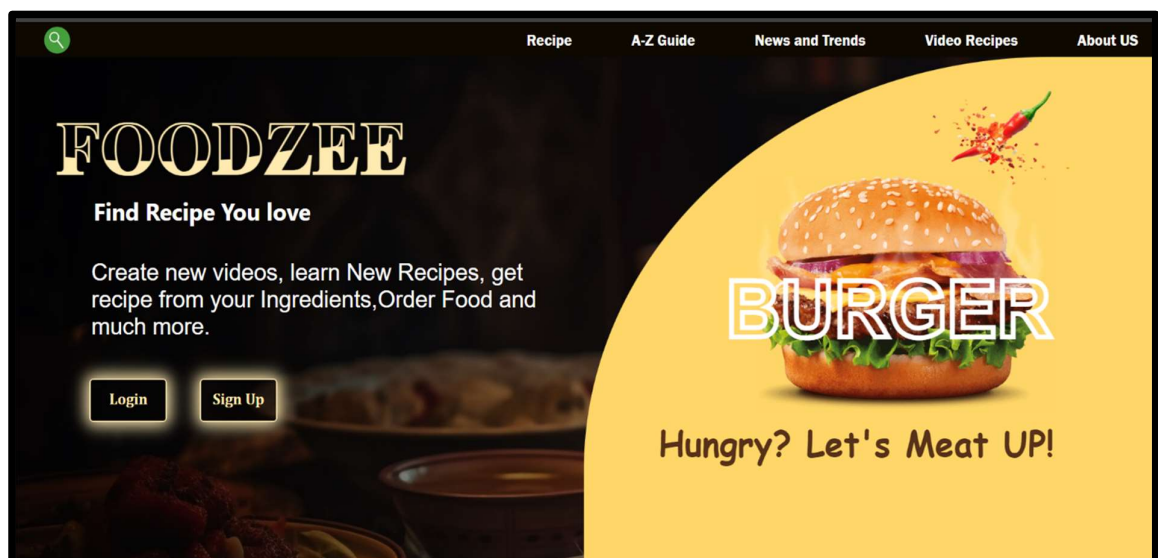 Recipe A-Z Guide News and Trends Video Recipes About US
FOODZEE
Find Recipe You love
Create new videos, learn New Recipes, get
recipe from your Ingredients,Order Food and
much more.
Login Sign Up
BURGER
Hungry? Let's Meat UP!